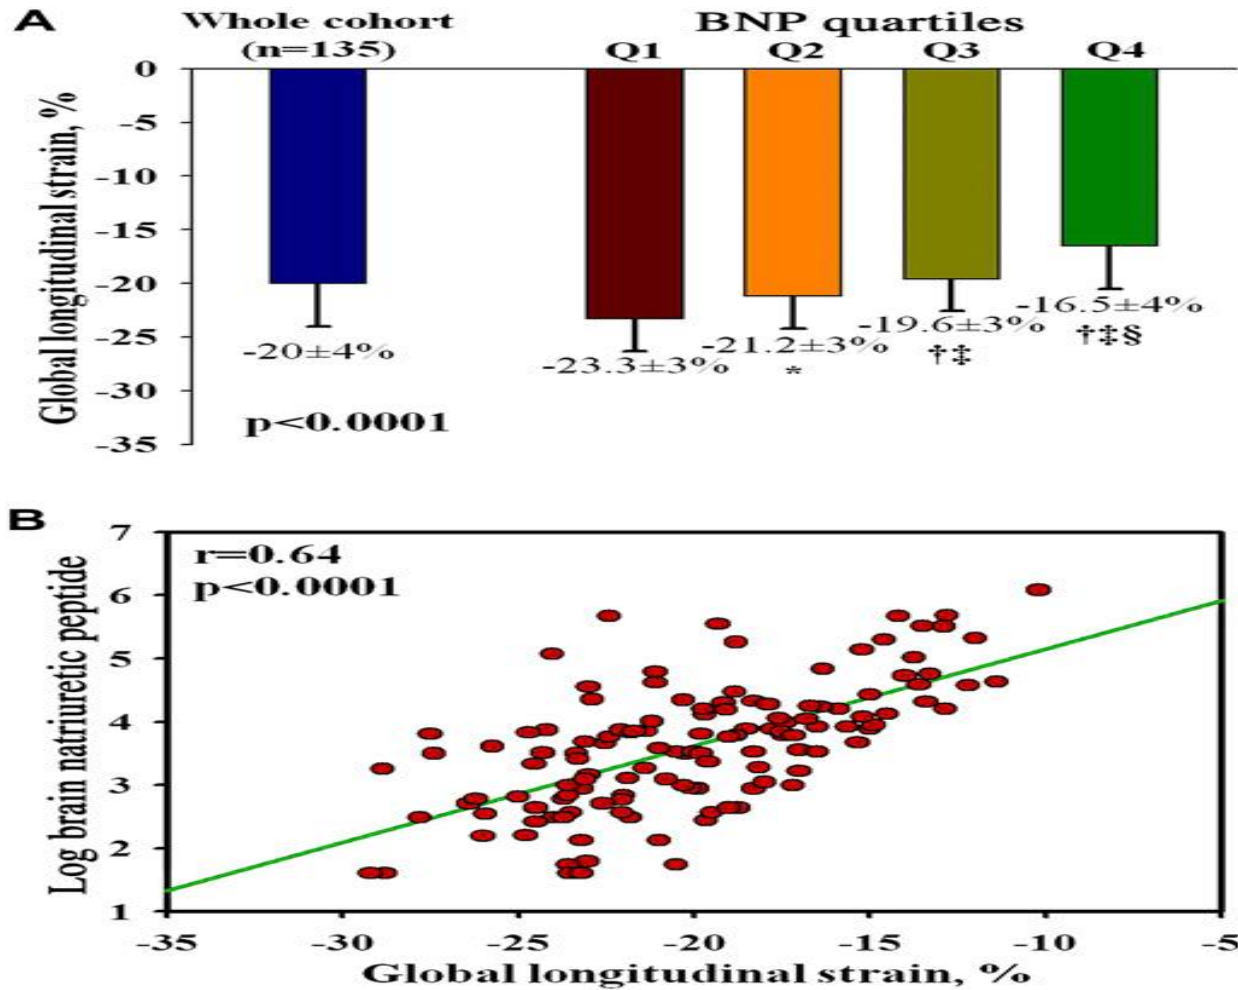 A
Whole cohort
(n=135)
BNP quartiles
Q1 Q2 Q3 Q4
Global longitudinal strain, %
0
-5
-10
-15
-20
-25
-30
-35
-20±4%
-23.3±3%
-21.2±3%
*
-19.6±3%
†‡
-16.5±4%
†‡§
p<0.0001
B
r=0.64
p<0.0001
Log brain natriuretic peptide
7
6
5
4
3
2
1
-35 -30 -25 -20 -15 -10 -5
Global longitudinal strain, %